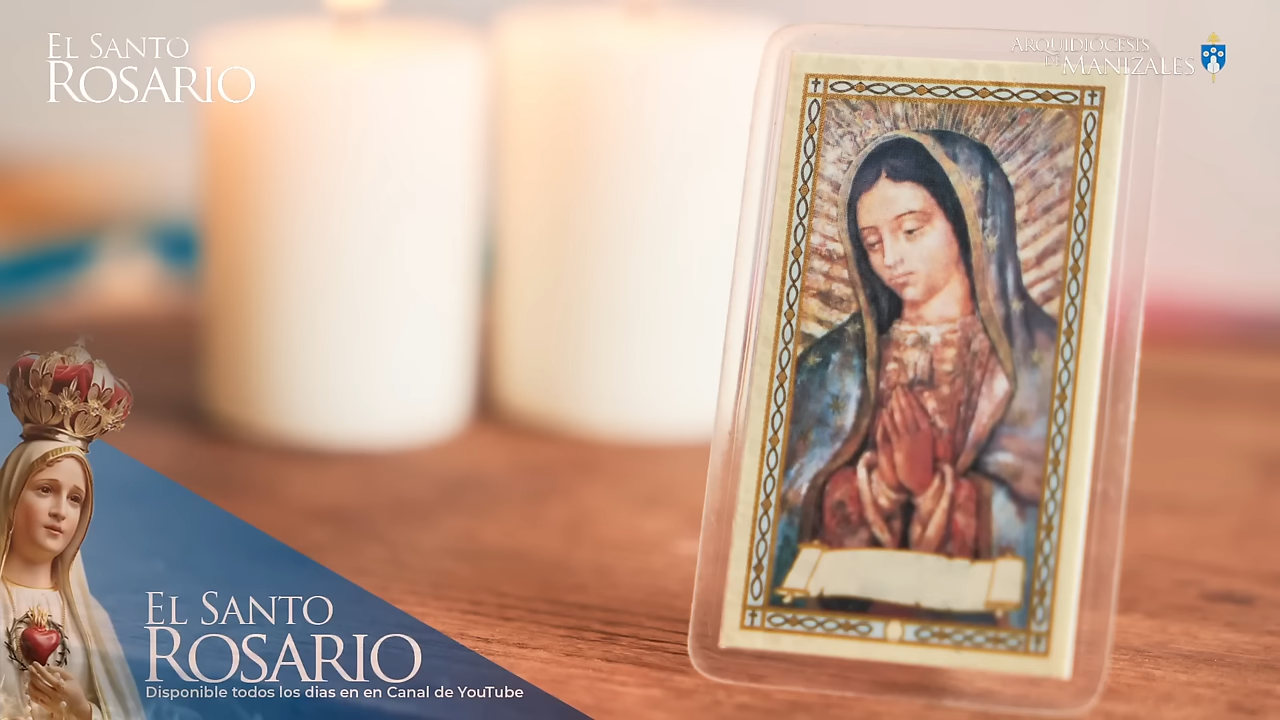 EL SANTO
ROSARIO
ARQUIDIÓCESIS
DE MANIZALES
EL SANTO
ROSARIO
Disponible todos los dias en en Canal de YouTube